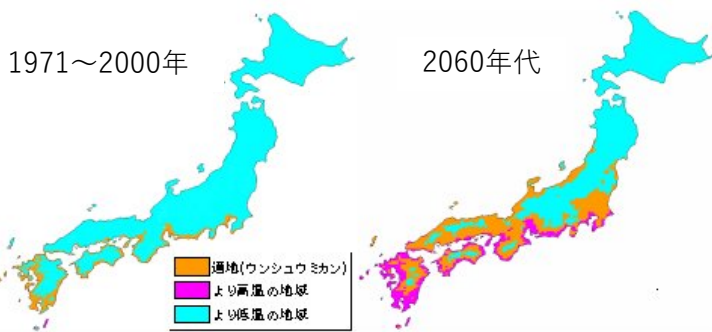 1971～2000年
2060年代
適地(ウンシュウミカン)
より高温の地域
より低温の地域